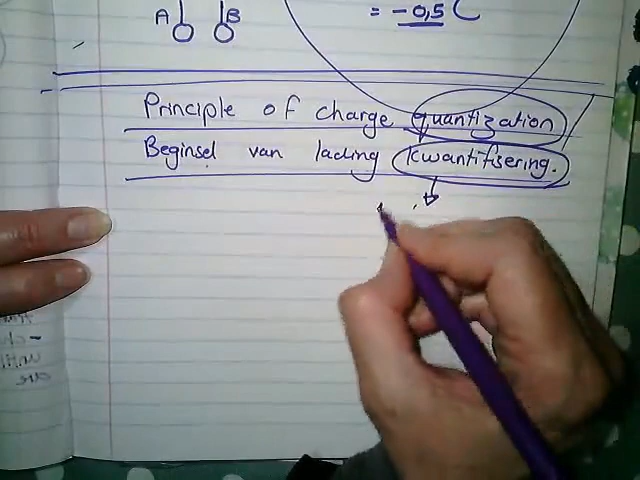 A B = -0,5 C
Principle of charge quantization
Beginsel van lading kwantifisering.